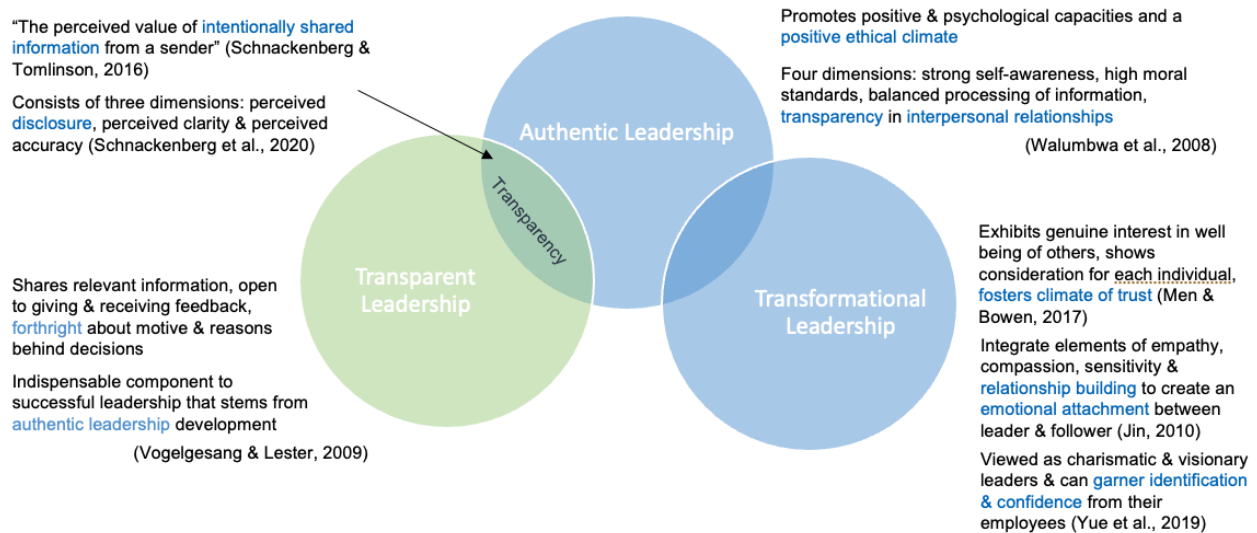 “The perceived value of intentionally shared
information from a sender” (Schnackenberg &
Tomlinson, 2016)
Consists of three dimensions: perceived
disclosure, perceived clarity & perceived
accuracy (Schnackenberg et al., 2020)
Promotes positive & psychological capacities and a
positive ethical climate
Four dimensions: strong self-awareness, high moral
standards, balanced processing of information,
transparency in interpersonal relationships
(Walumbwa et al., 2008)
Authentic Leadership
Transparency
Transparent
Leadership
Transformational
Leadership
Shares relevant information, open
to giving & receiving feedback,
forthright about motive & reasons
behind decisions
Indispensable component to
successful leadership that stems from
authentic leadership development
(Vogelgesang & Lester, 2009)
Exhibits genuine interest in well
being of others, shows
consideration for each individual,
fosters climate of trust (Men &
Bowen, 2017)
Integrate elements of empathy,
compassion, sensitivity &
relationship building to create an
emotional attachment between
leader & follower (Jin, 2010)
Viewed as charismatic & visionary
leaders & can garner identification
& confidence from their
employees (Yue et al., 2019)